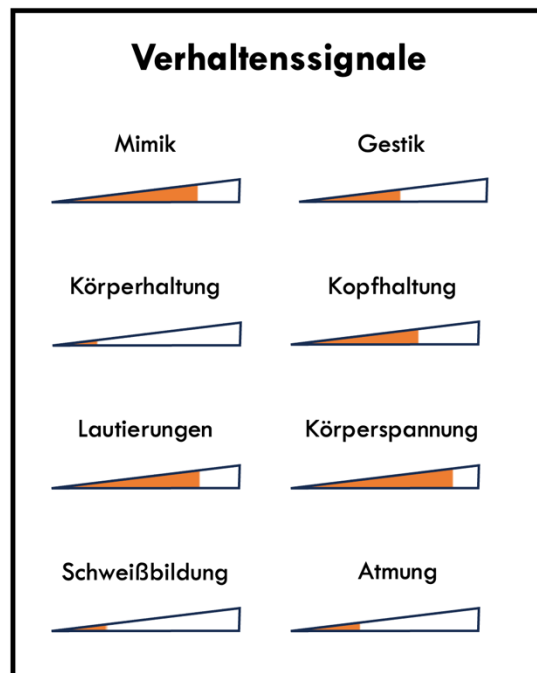 Verhaltenssignale
Mimik
Gestik
Körperhaltung
Kopfhaltung
Lautierungen
Körperspannung
Schweißbildung
Atmung